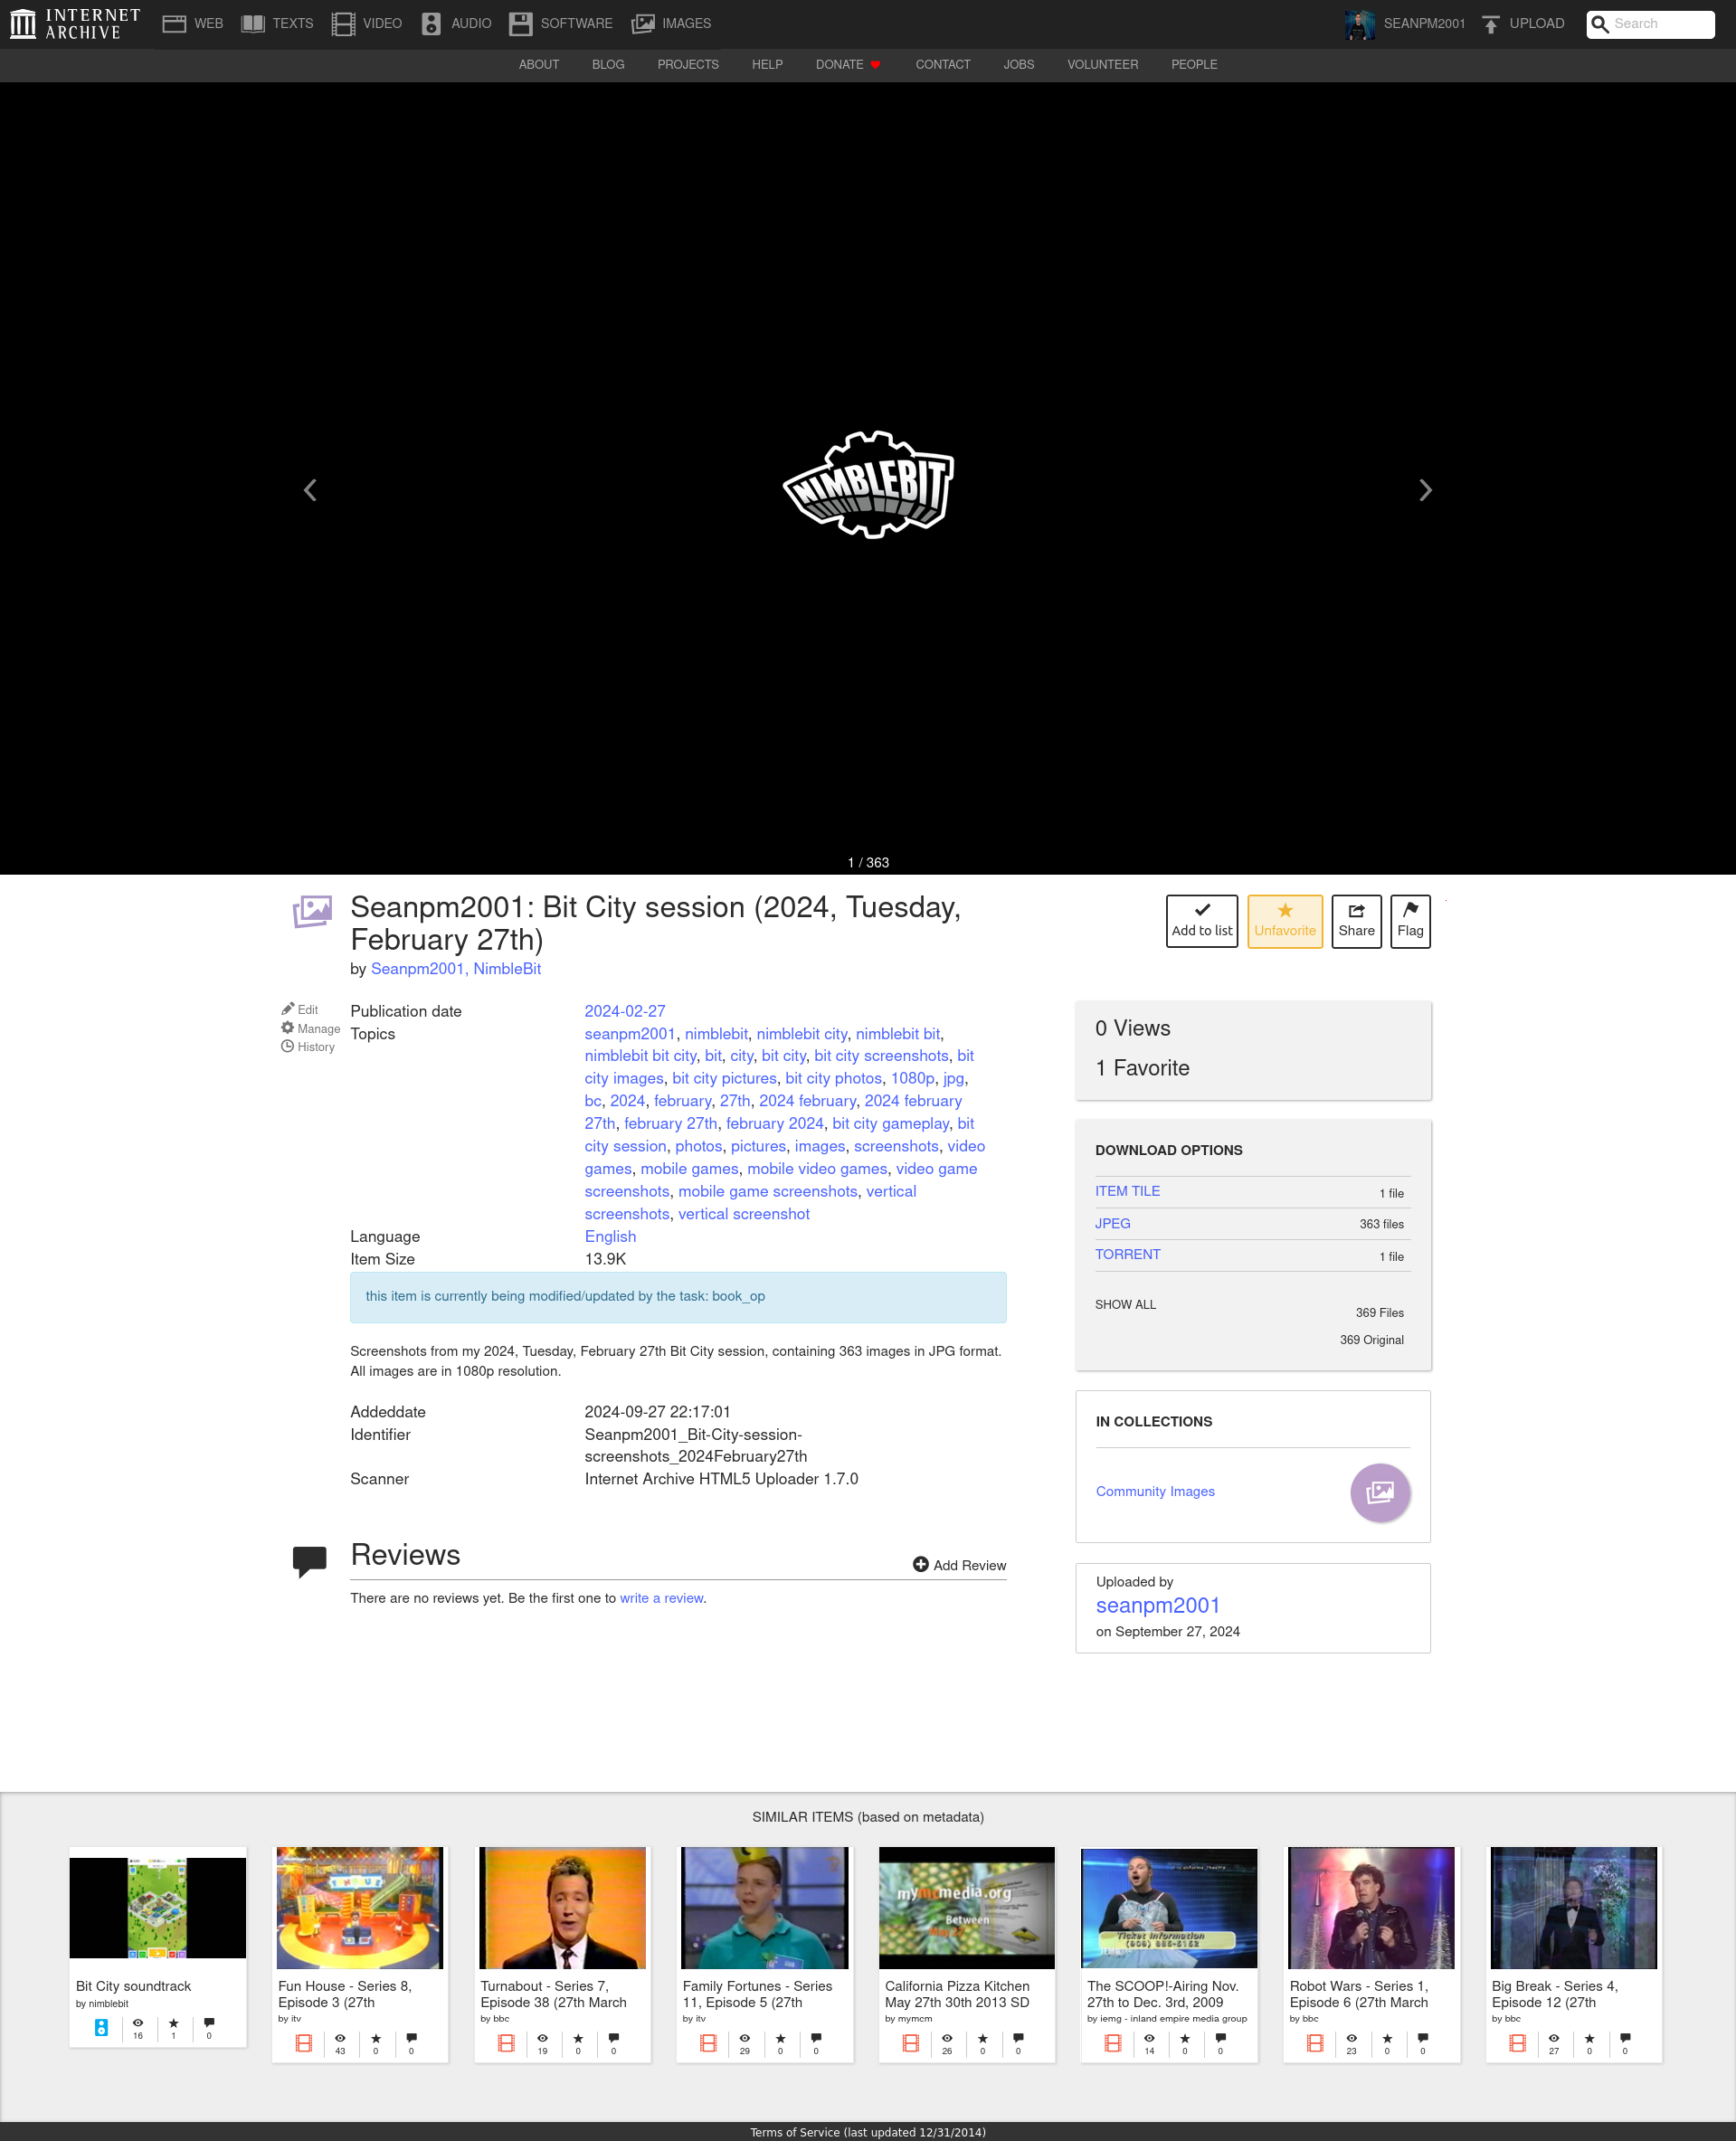 INTERNET
ARCHIVE
WEB
TEXTS
VIDEO
AUDIO
SOFTWARE
IMAGES
SEANPM2001
UPLOAD
Search
ABOUT
BLOG
PROJECTS
HELP
DONATE
CONTACT
JOBS
VOLUNTEER
PEOPLE
NIMBLEBIT
1 / 363
Seanpm2001: Bit City session (2024, Tuesday,
February 27th)
by Seanpm2001, NimbleBit
Add to list
Unfavorite
Share
Flag
Edit
Manage
History
Publication date
2024-02-27
Topics
seanpm2001, nimblebit, nimblebit city, nimblebit bit,
nimblebit bit city, bit, city, bit city, bit city screenshots, bit
city images, bit city pictures, bit city photos, 1080p, jpg,
bc, 2024, february, 27th, 2024 february, 2024 february
27th, february 27th, february 2024, bit city gameplay, bit
city session, photos, pictures, images, screenshots, video
games, mobile games, mobile video games, video game
screenshots, mobile game screenshots, vertical
screenshots, vertical screenshot
Language
English
Item Size
13.9K
this item is currently being modified/updated by the task: book_op
Screenshots from my 2024, Tuesday, February 27th Bit City session, containing 363 images in JPG format.
All images are in 1080p resolution.
Addeddate
2024-09-27 22:17:01
Identifier
Seanpm2001_Bit-City-session-
screenshots_2024February27th
Scanner
Internet Archive HTML5 Uploader 1.7.0
Reviews
Add Review
There are no reviews yet. Be the first one to write a review.
0 Views
1 Favorite
DOWNLOAD OPTIONS
ITEM TILE
1 file
JPEG
363 files
TORRENT
1 file
SHOW ALL
369 Files
369 Original
IN COLLECTIONS
Community Images
Uploaded by
seanpm2001
on September 27, 2024
SIMILAR ITEMS (based on metadata)
Bit City soundtrack
by nimblebit
16
1
0
Fun House - Series 8,
Episode 3 (27th
by itv
43
0
0
Turnabout - Series 7,
Episode 38 (27th March
by bbc
19
0
0
Family Fortunes - Series
11, Episode 5 (27th
by itv
29
0
0
mymcmedia.org
Between
California Pizza Kitchen
May 27th 30th 2013 SD
by mymcm
26
0
0
Ticket Information
The SCOOP!-Airing Nov.
27th to Dec. 3rd, 2009
by iemg - inland empire media group
14
0
0
Robot Wars - Series 1,
Episode 6 (27th March
by bbc
23
0
0
Big Break - Series 4,
Episode 12 (27th
by bbc
27
0
0
Terms of Service (last updated 12/31/2014)